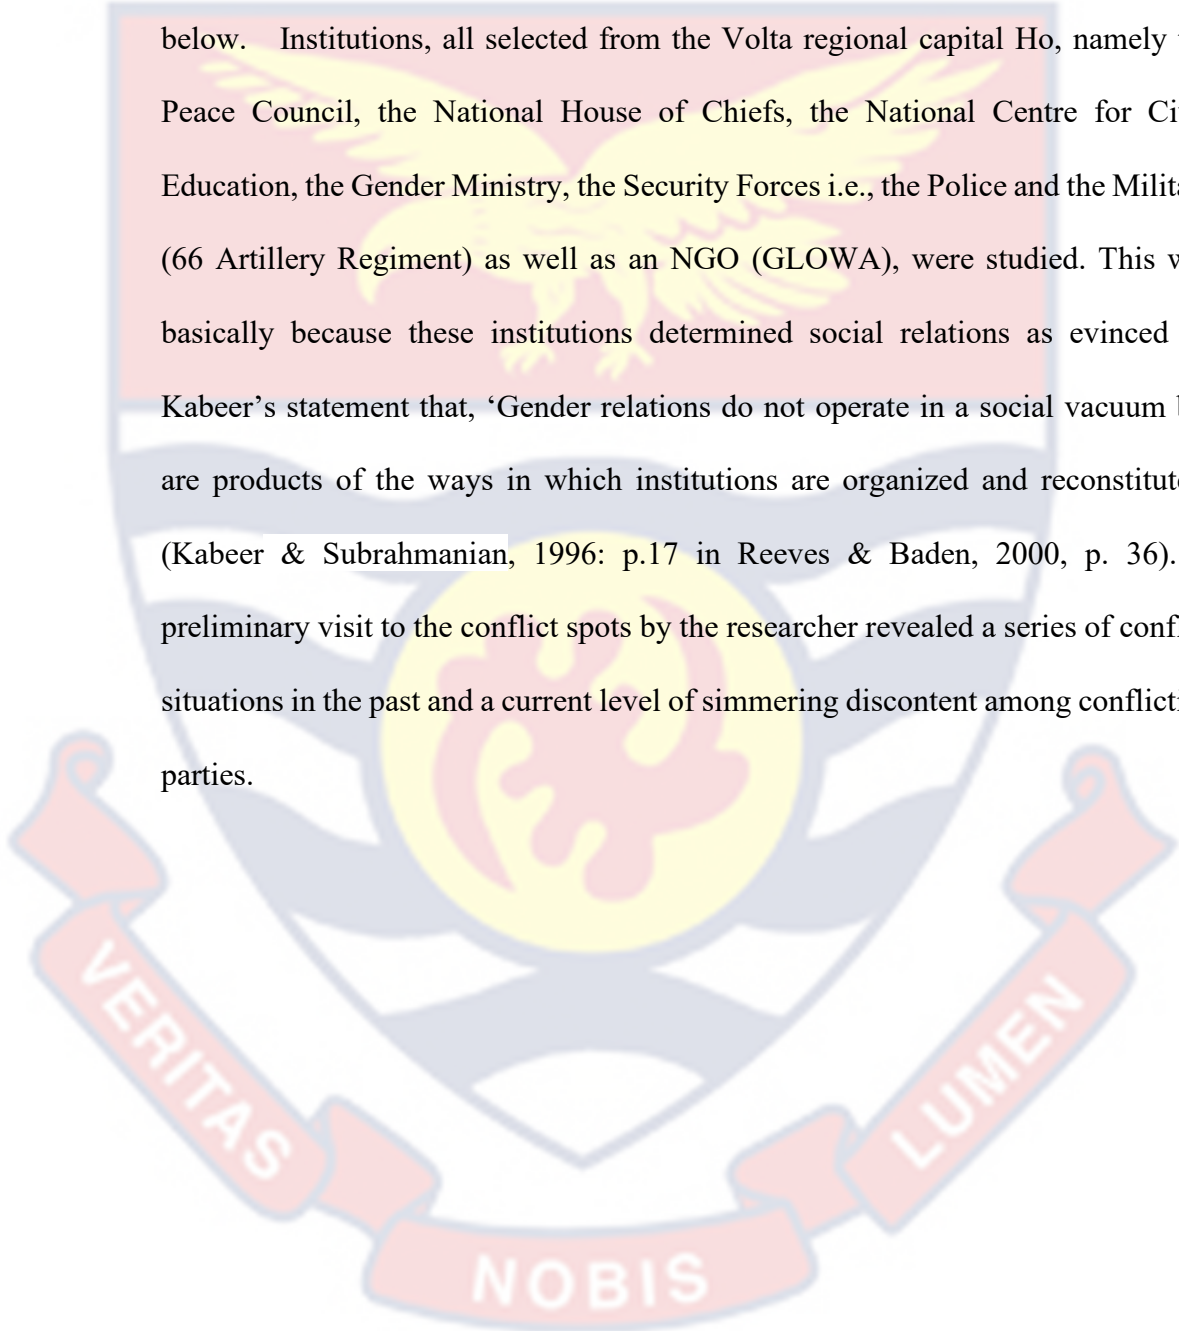 below. Institutions, all selected from the Volta regional capital Ho, namely
Peace Council, the National House of Chiefs, the National Centre for
Education, the Gender Ministry, the Security Forces i.e., the Police and the
(66 Artillery Regiment) as well as an NGO (GLOWA), were studied. This
basically because these institutions determined social relations as evinced
Kabeer’s statement that, ‘Gender relations do not operate in a social vacuum
are products of the ways in which institutions are organized and
(Kabeer & Subrahmanian, 1996: p.17 in Reeves & Baden, 2000, p. 36).
preliminary visit to the conflict spots by the researcher revealed a series of
situations in the past and a current level of simmering discontent among
parties.
VERITAS
NOBIS
LUMEN